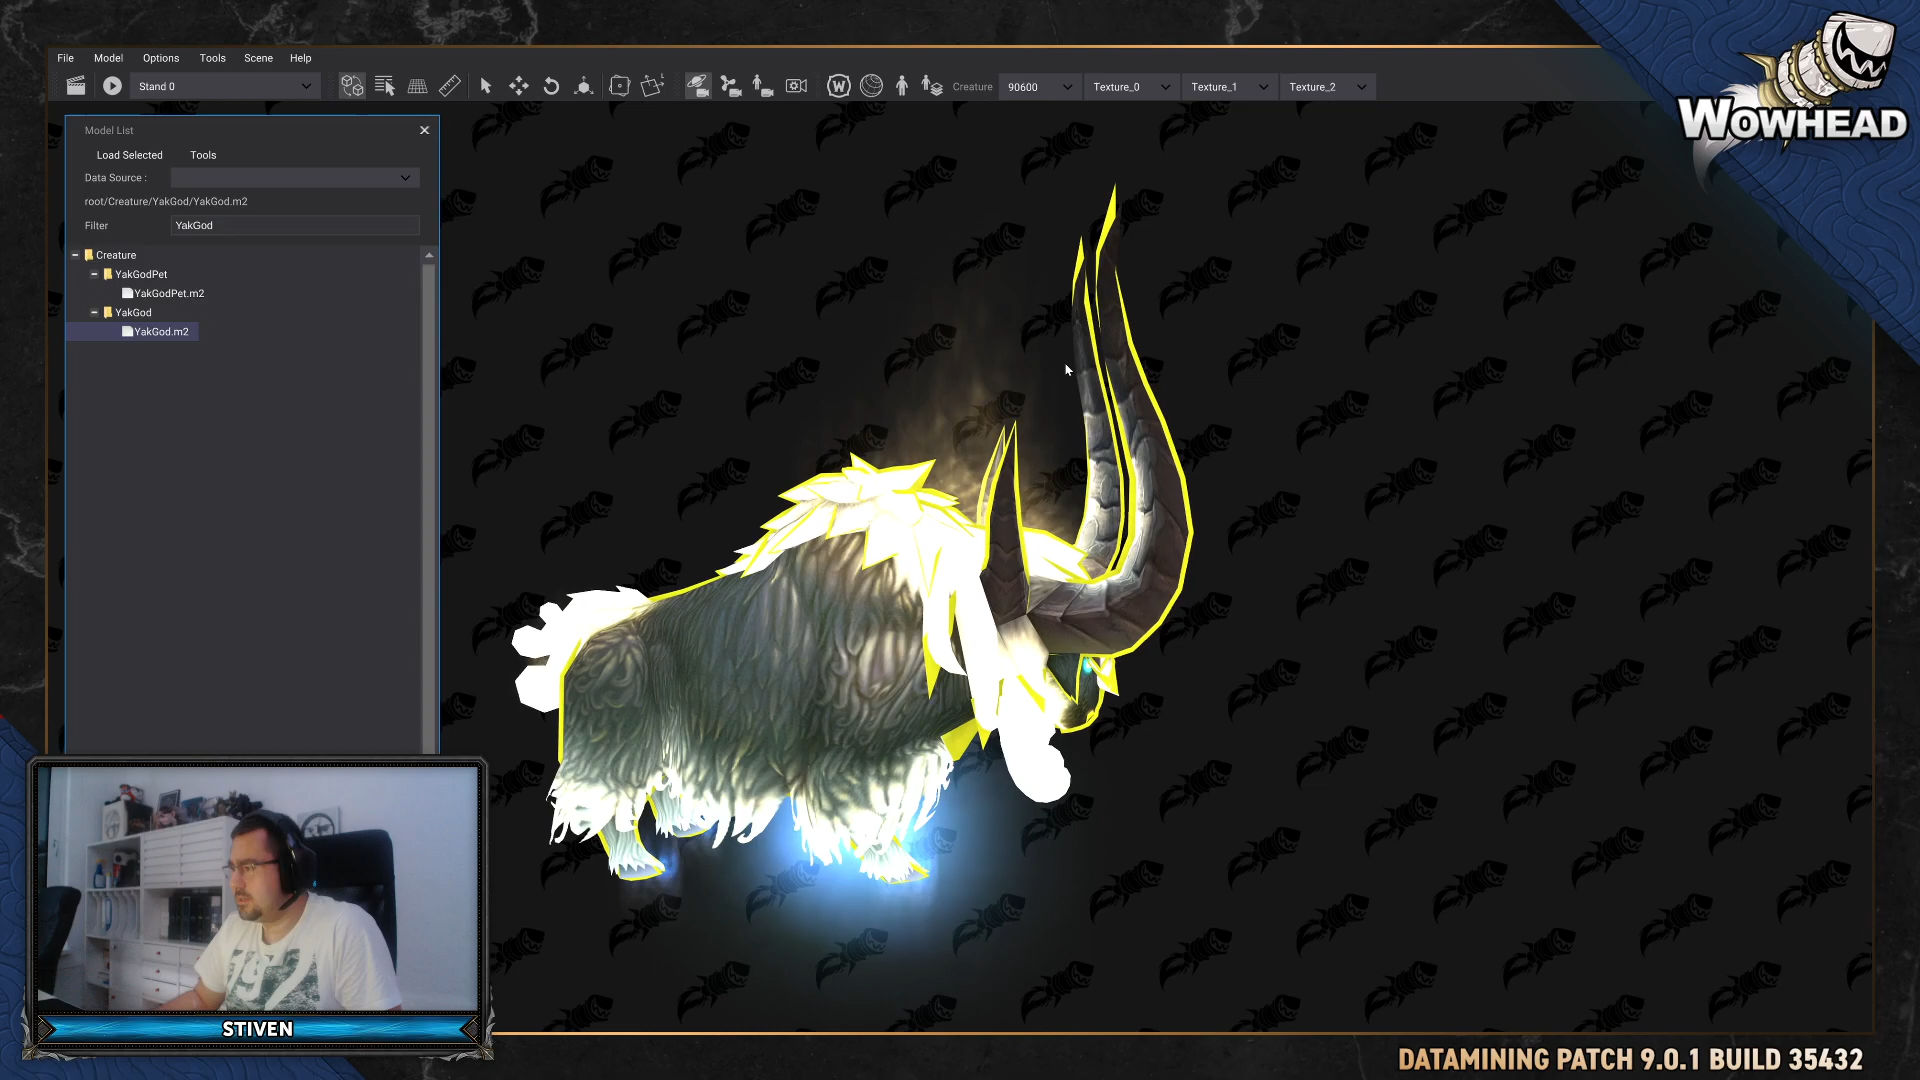 File Model Options Tools Scene Help
Stand 0
Creature 90600 Texture_0 Texture_1 Texture_2
WOWHEAD
Model List
Load Selected Tools
Data Source :
root/Creature/YakGod/YakGod.m2
Filter YakGod
Creature
YakGodPet
YakGodPet.m2
YakGod
YakGod.m2
STIVEN
DATAMINING PATCH 9.0.1 BUILD 35432